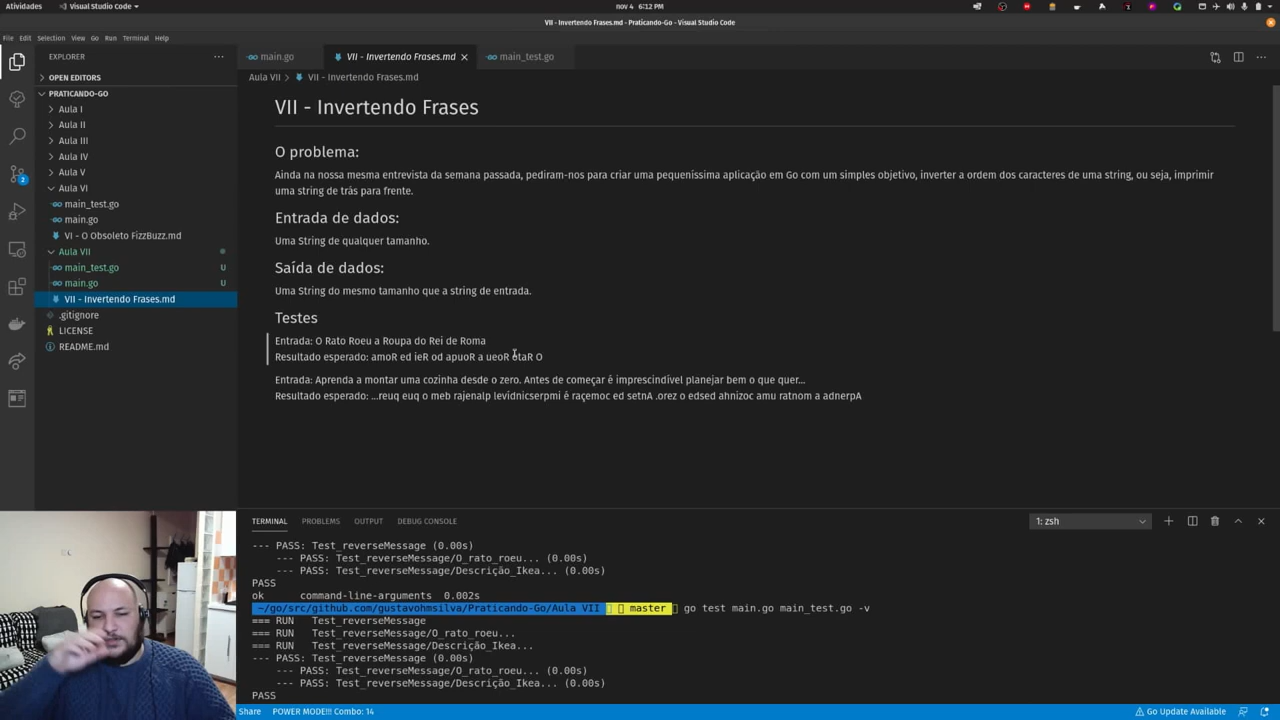 Atividades
Visual Studio Code
nov 4 6:12 PM
VII - Invertendo Frases.md - Praticando-Go - Visual Studio Code
File Edit Selection View Go Run Terminal Help
EXPLORER
main.go
VII - Invertendo Frases.md
main_test.go
OPEN EDITORS
Aula VII > VII - Invertendo Frases.md
PRATICANDO-GO
Aula I
Aula II
Aula III
Aula IV
Aula V
Aula VI
main_test.go
main.go
VI - O Obsoleto FizzBuzz.md
Aula VII
main_test.go U
main.go U
VII - Invertendo Frases.md
.gitignore
LICENSE
README.md
2
VII - Invertendo Frases
O problema:
Ainda na nossa mesma entrevista da semana passada, pediram-nos para criar uma pequeníssima aplicação em Go com um simples objetivo, inverter a ordem dos caracteres de uma string, ou seja, imprimir
uma string de trás para frente.
Entrada de dados:
Uma String de qualquer tamanho.
Saída de dados:
Uma String do mesmo tamanho que a string de entrada.
Testes
Entrada: O Rato Roeu a Roupa do Rei de Roma
Resultado esperado: amoR ed ieR od apuoR a ueoR otaR O
Entrada: Aprenda a montar uma cozinha desde o zero. Antes de começar é imprescindível planejar bem o que quer...
Resultado esperado: ...reuq euq o meb rajenalp levídnicserpmi é raçemoc ed setnA .orez o edsed ahnizoc amu ratnom a adnerpA
TERMINAL PROBLEMS OUTPUT DEBUG CONSOLE
1: zsh
--- PASS: Test_reverseMessage (0.00s)
--- PASS: Test_reverseMessage/O_rato_roeu... (0.00s)
--- PASS: Test_reverseMessage/Descrição_Ikea... (0.00s)
PASS
ok command-line-arguments 0.002s
~/go/src/github.com/gustavohmsilva/Praticando-Go/Aula VII master go test main.go main_test.go -v
=== RUN Test_reverseMessage
=== RUN Test_reverseMessage/O_rato_roeu...
=== RUN Test_reverseMessage/Descrição_Ikea...
--- PASS: Test_reverseMessage (0.00s)
--- PASS: Test_reverseMessage/O_rato_roeu... (0.00s)
--- PASS: Test_reverseMessage/Descrição_Ikea... (0.00s)
PASS
Share POWER MODE!!! Combo: 14
Go Update Available